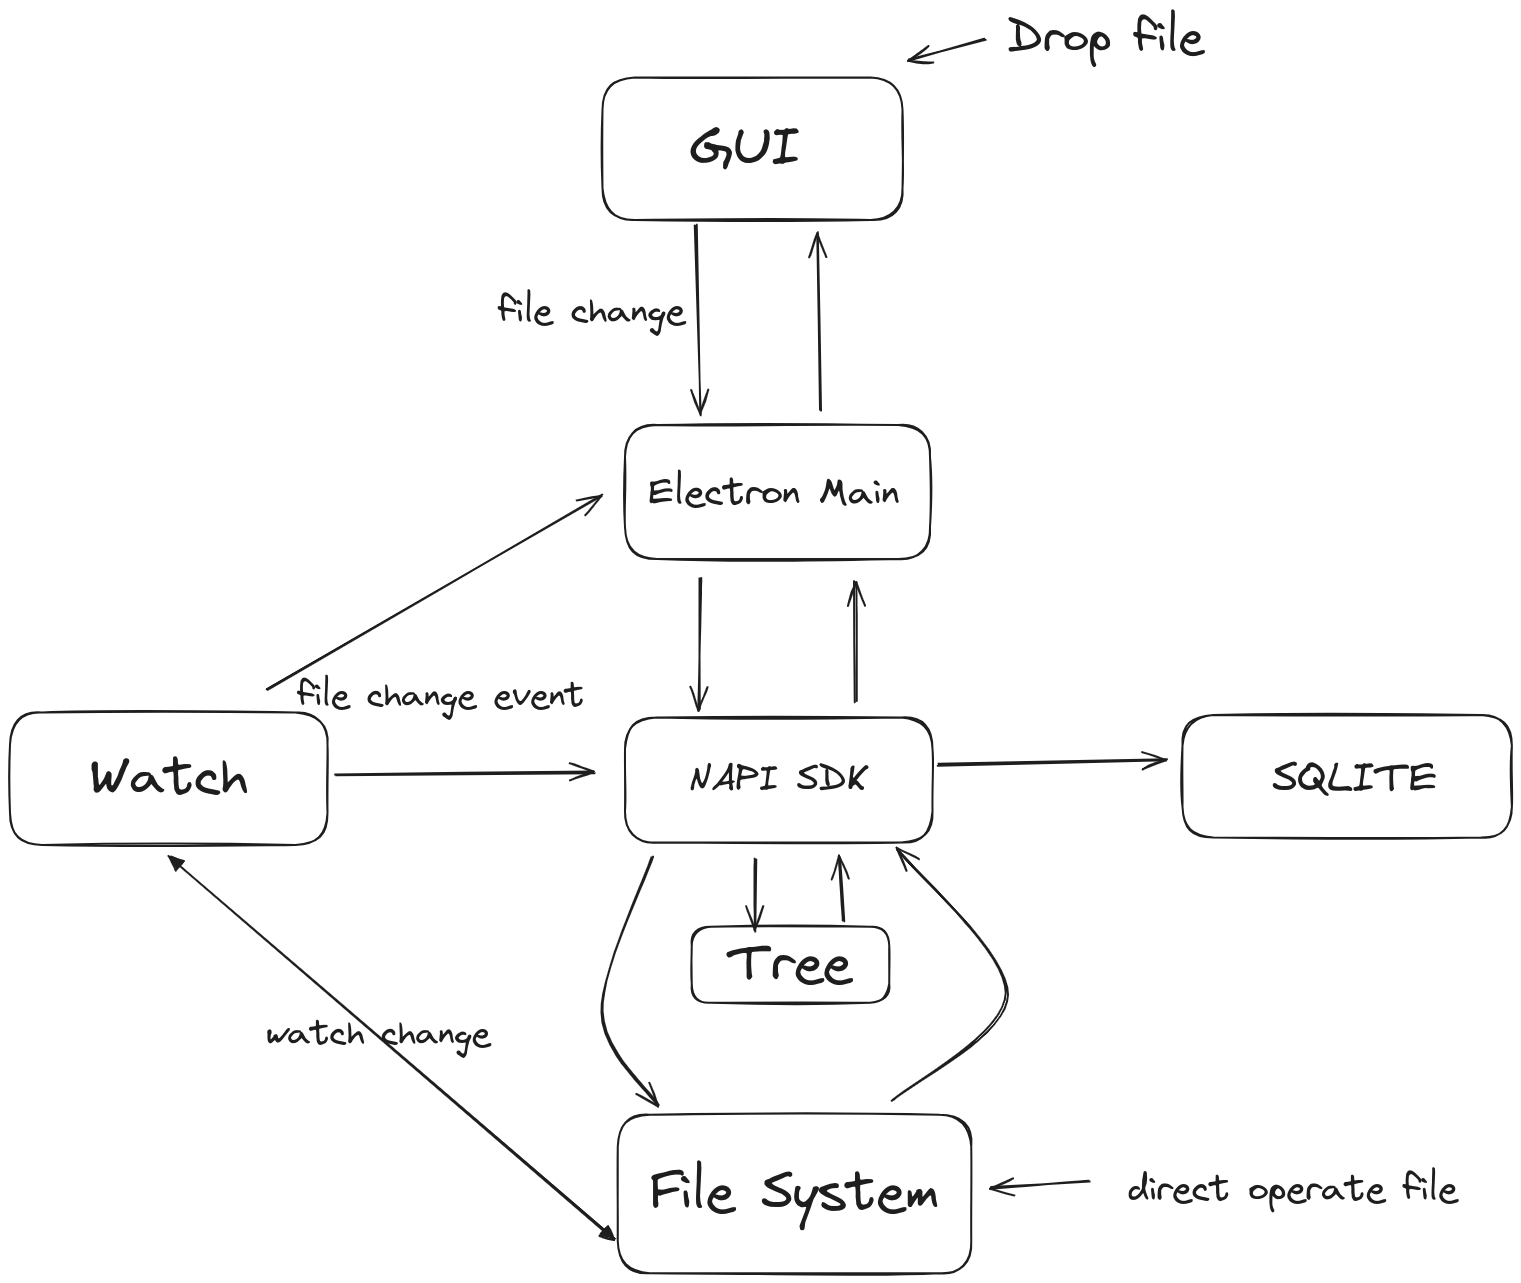 Drop file
GUI
file change
Electron Main
file change event
Watch
NAPI SDK
SQLITE
Tree
watch change
File System
direct operate file